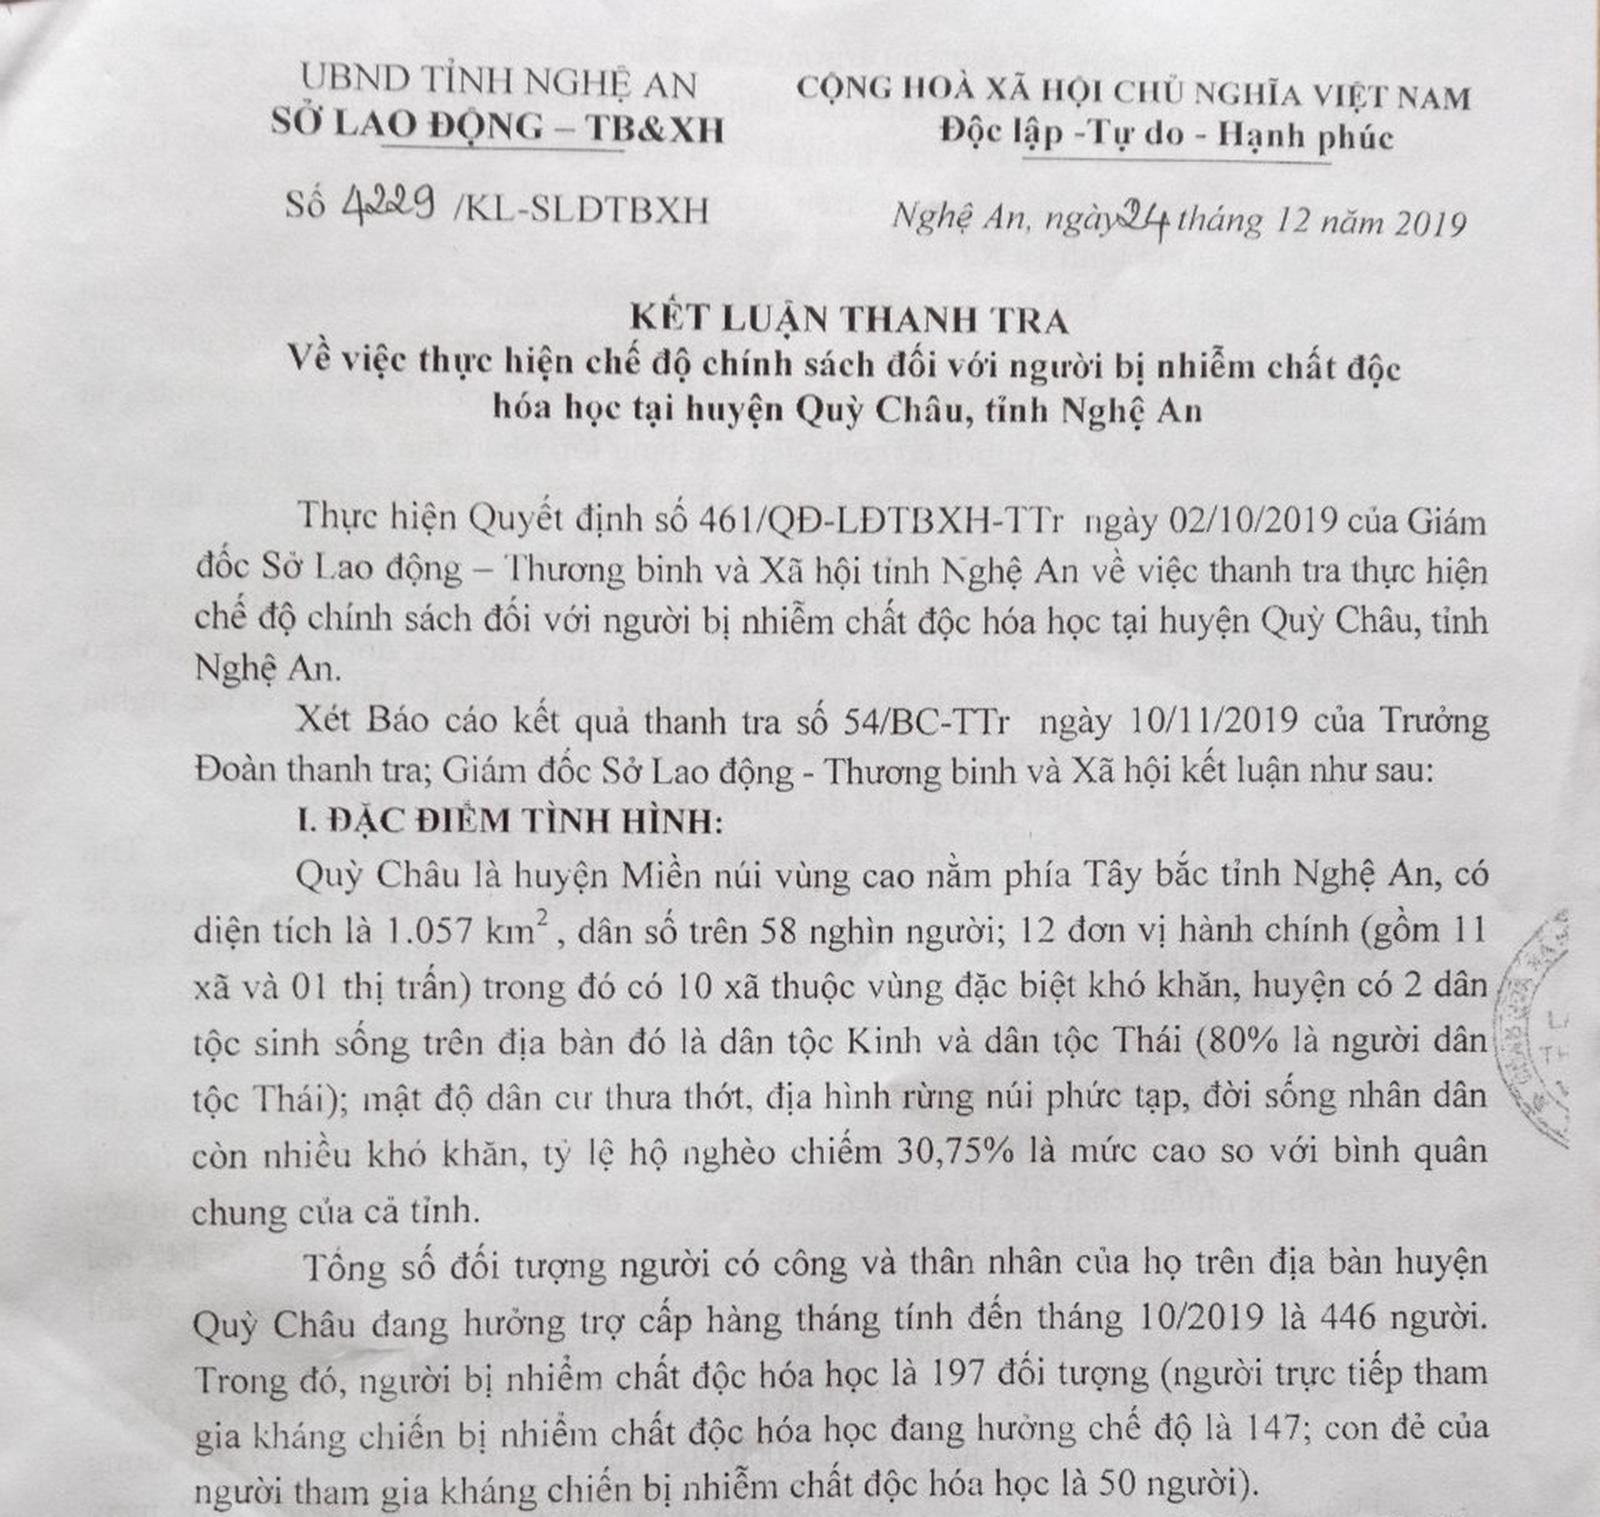 UBND TỈNH NGHỆ AN
SỞ LAO ĐỘNG – TB&XH
Số 4229 /KL-SLĐTBXH
CỘNG HOÀ XÃ HỘI CHỦ NGHĨA VIỆT NAM
Độc lập -Tự do - Hạnh phúc
Nghệ An, ngày 24 tháng 12 năm 2019
KẾT LUẬN THANH TRA
Về việc thực hiện chế độ chính sách đối với người bị nhiễm chất độc
hóa học tại huyện Quỳ Châu, tỉnh Nghệ An
Thực hiện Quyết định số 461/QĐ-LĐTBXH-TTr ngày 02/10/2019 của Giám
đốc Sở Lao động – Thương binh và Xã hội tỉnh Nghệ An về việc thanh tra thực hiện
chế độ chính sách đối với người bị nhiễm chất độc hóa học tại huyện Quỳ Châu, tỉnh
Nghệ An.
Xét Báo cáo kết quả thanh tra số 54/BC-TTr ngày 10/11/2019 của Trưởng
Đoàn thanh tra; Giám đốc Sở Lao động - Thương binh và Xã hội kết luận như sau:
I. ĐẶC ĐIỂM TÌNH HÌNH:
Quỳ Châu là huyện Miền núi vùng cao nằm phía Tây bắc tỉnh Nghệ An, có
diện tích là 1.057 km², dân số trên 58 nghìn người; 12 đơn vị hành chính (gồm 11
xã và 01 thị trấn) trong đó có 10 xã thuộc vùng đặc biệt khó khăn, huyện có 2 dân
tộc sinh sống trên địa bàn đó là dân tộc Kinh và dân tộc Thái (80% là người dân
tộc Thái); mật độ dân cư thưa thớt, địa hình rừng núi phức tạp, đời sống nhân dân
còn nhiều khó khăn, tỷ lệ hộ nghèo chiếm 30,75% là mức cao so với bình quân
chung của cả tỉnh.
Tổng số đối tượng người có công và thân nhân của họ trên địa bàn huyện
Quỳ Châu đang hưởng trợ cấp hàng tháng tính đến tháng 10/2019 là 446 người.
Trong đó, người bị nhiểm chất độc hóa học là 197 đối tượng (người trực tiếp tham
gia kháng chiến bị nhiểm chất độc hóa học đang hưởng chế độ là 147; con đẻ của
người tham gia kháng chiến bị nhiễm chất độc hóa học là 50 người).